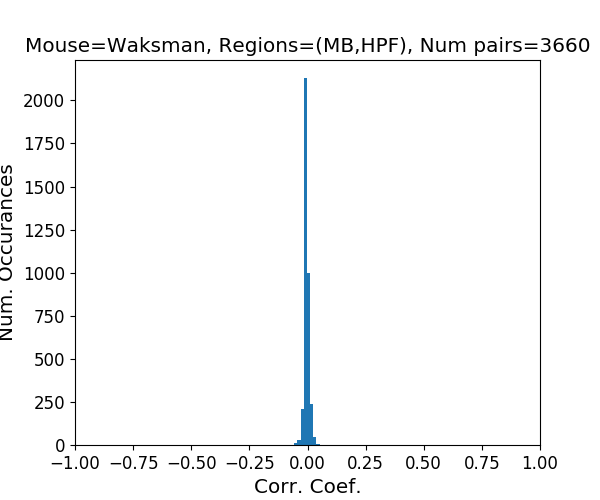 Mouse=Waksman, Regions=(MB,HPF), Num pairs=3660
Num. Occurances
2000
1750
1500
1250
1000
750
500
250
0
−1.00 −0.75 −0.50 −0.25 0.00 0.25 0.50 0.75 1.00
Corr. Coef.